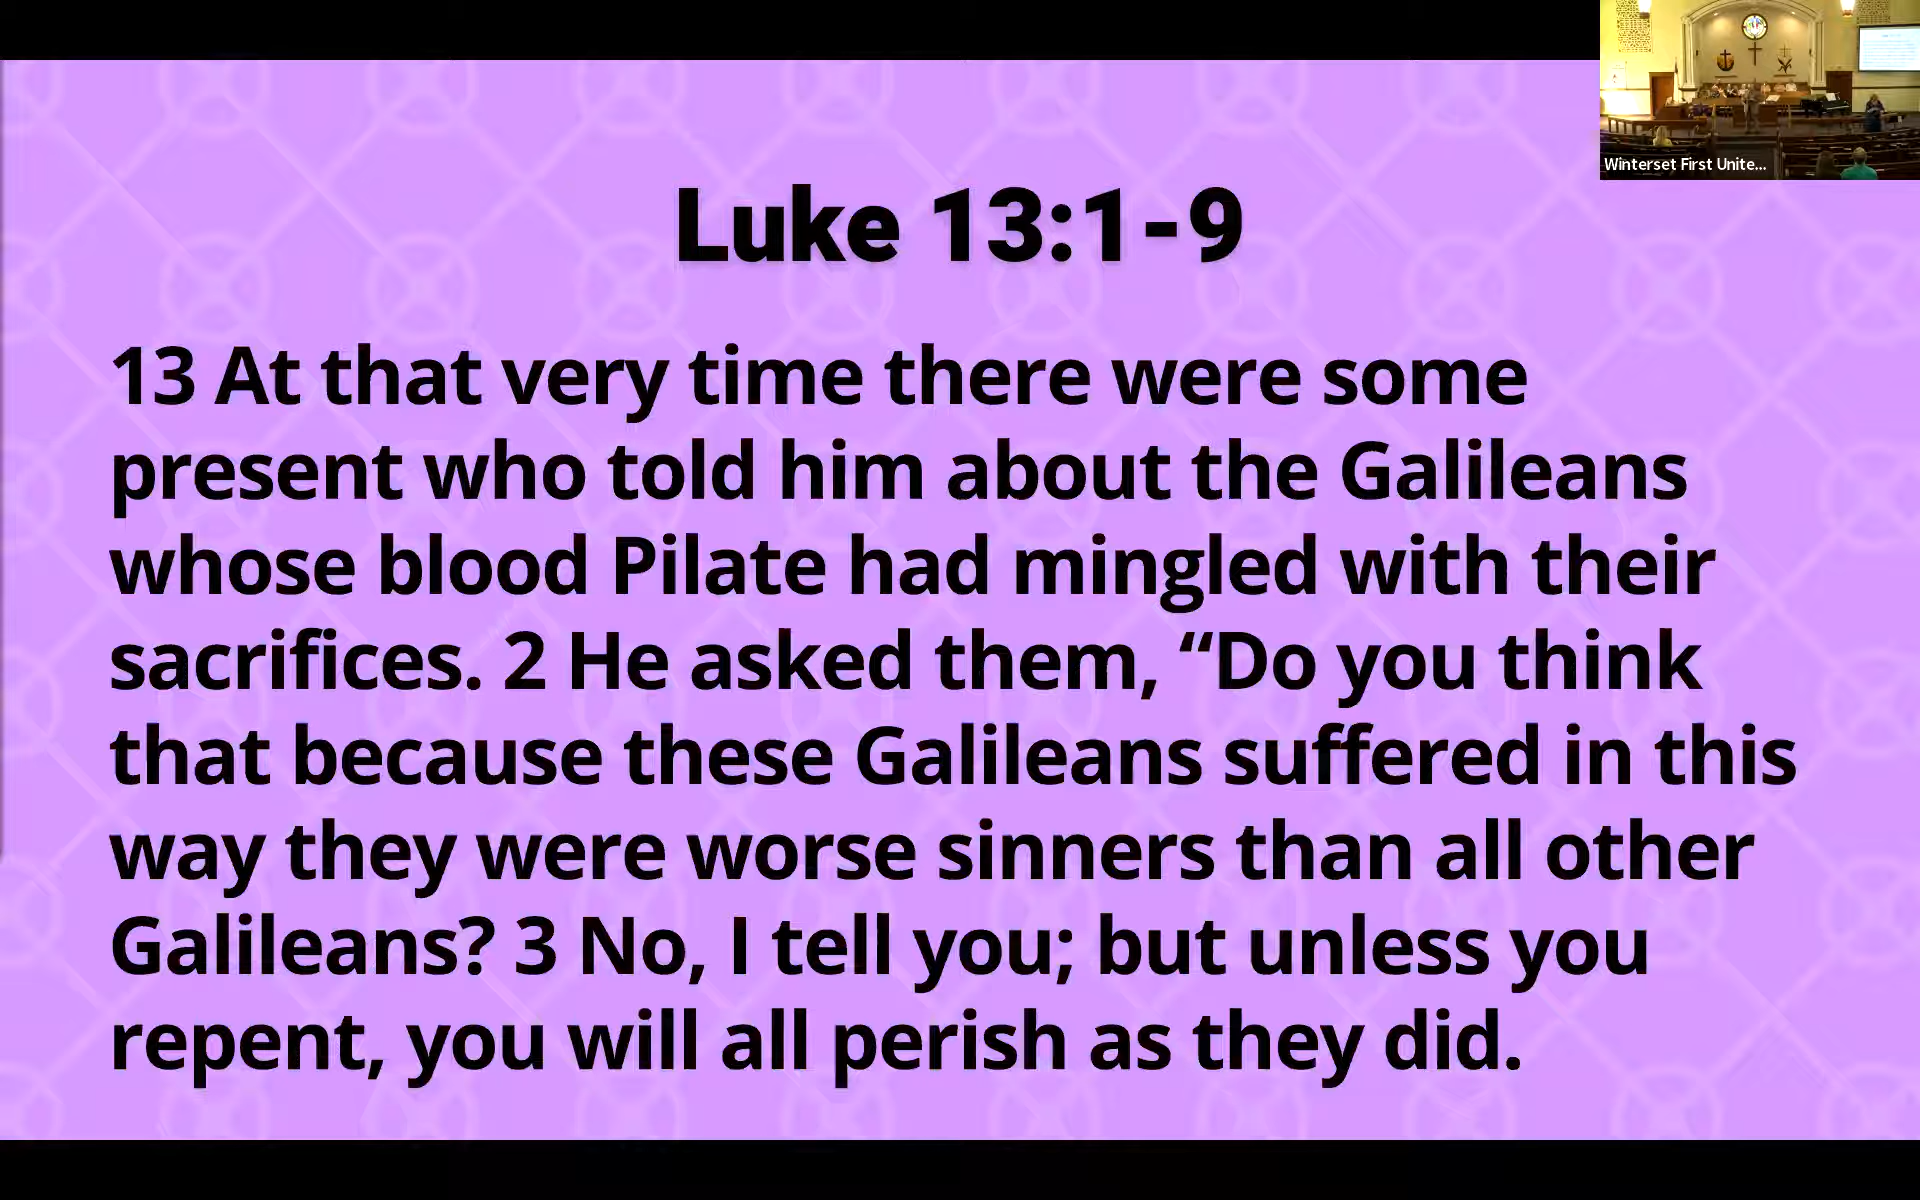 Winterset First Unite...
Luke 13:1-9
13 At that very time there were some
present who told him about the Galileans
whose blood Pilate had mingled with their
sacrifices. 2 He asked them, “Do you think
that because these Galileans suffered in this
way they were worse sinners than all other
Galileans? 3 No, I tell you; but unless you
repent, you will all perish as they did.